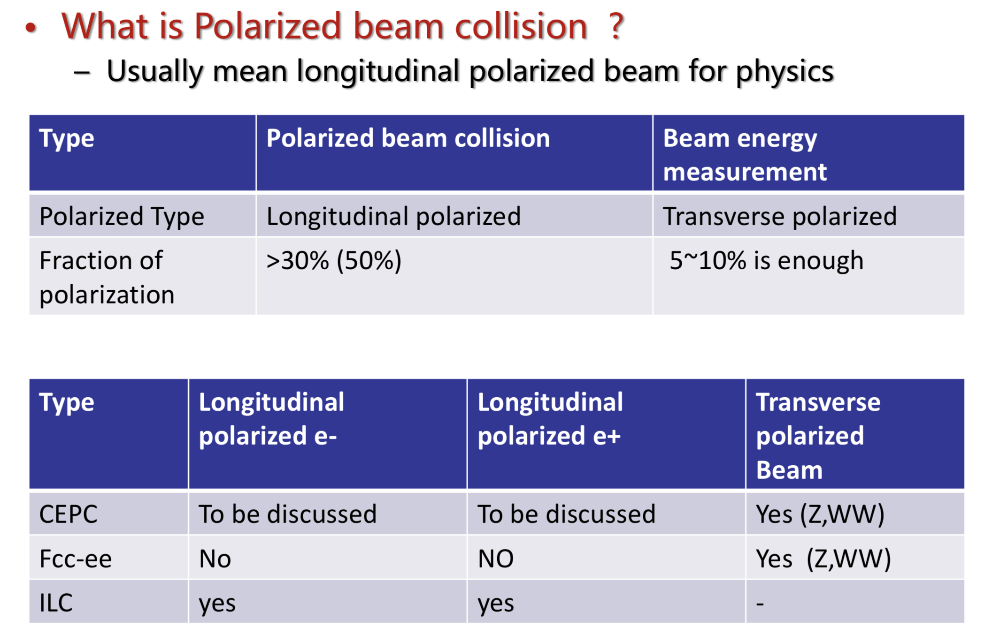 • What is Polarized beam collision ?
– Usually mean longitudinal polarized beam for physics
Type Polarized beam collision Beam energy
measurement
Polarized Type Longitudinal polarized Transverse polarized
Fraction of >30% (50%) 5~10% is enough
polarization
Type Longitudinal Longitudinal Transverse
polarized e- polarized e+ polarized
Beam
CEPC To be discussed To be discussed Yes (Z,WW)
Fcc-ee No NO Yes (Z,WW)
ILC yes yes -